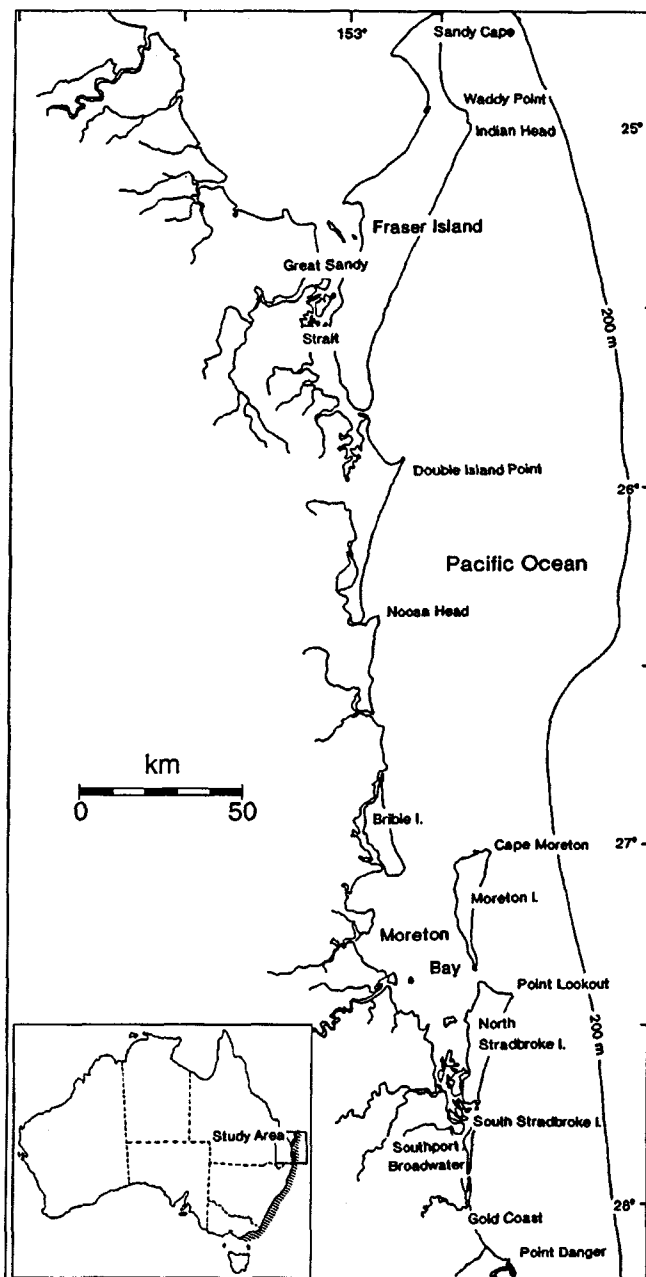 153°
Sandy Cape
Waddy Point
Indian Head
25°
Fraser Island
Great Sandy
Strait
200 m
Double Island Point
26°
Pacific Ocean
Noosa Head
km
0 50
Bribie I.
Cape Moreton
27°
Moreton I.
Moreton
Bay
Point Lookout
North
Stradbroke I.
200 m
Study Area
South Stradbroke I.
Southport
Broadwater
Gold Coast
28°
Point Danger